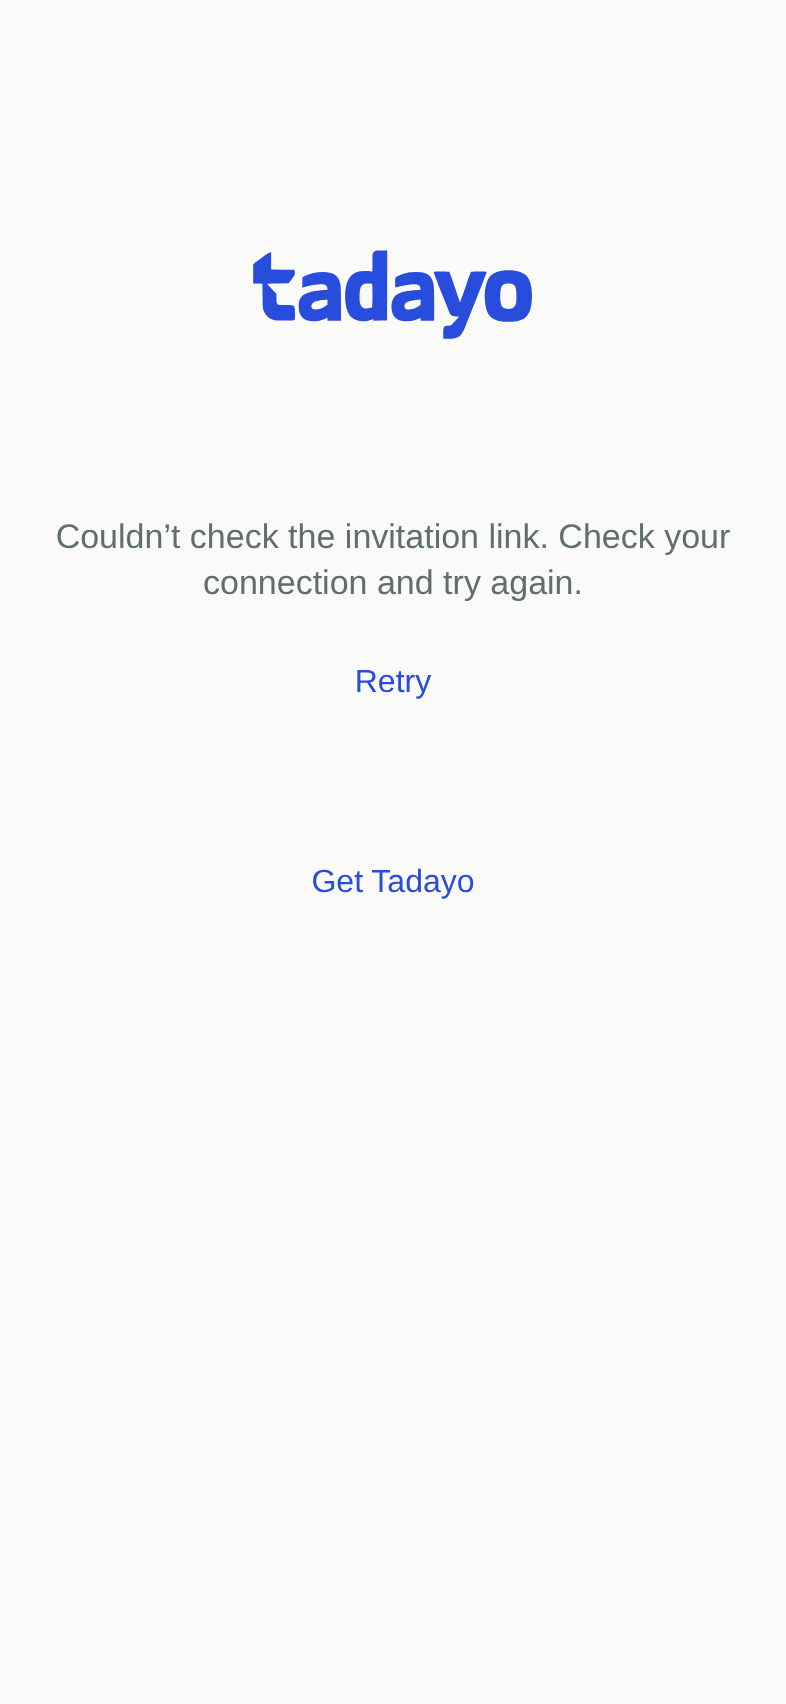 tadayo
Couldn’t check the invitation link. Check your
connection and try again.
Retry
Get Tadayo